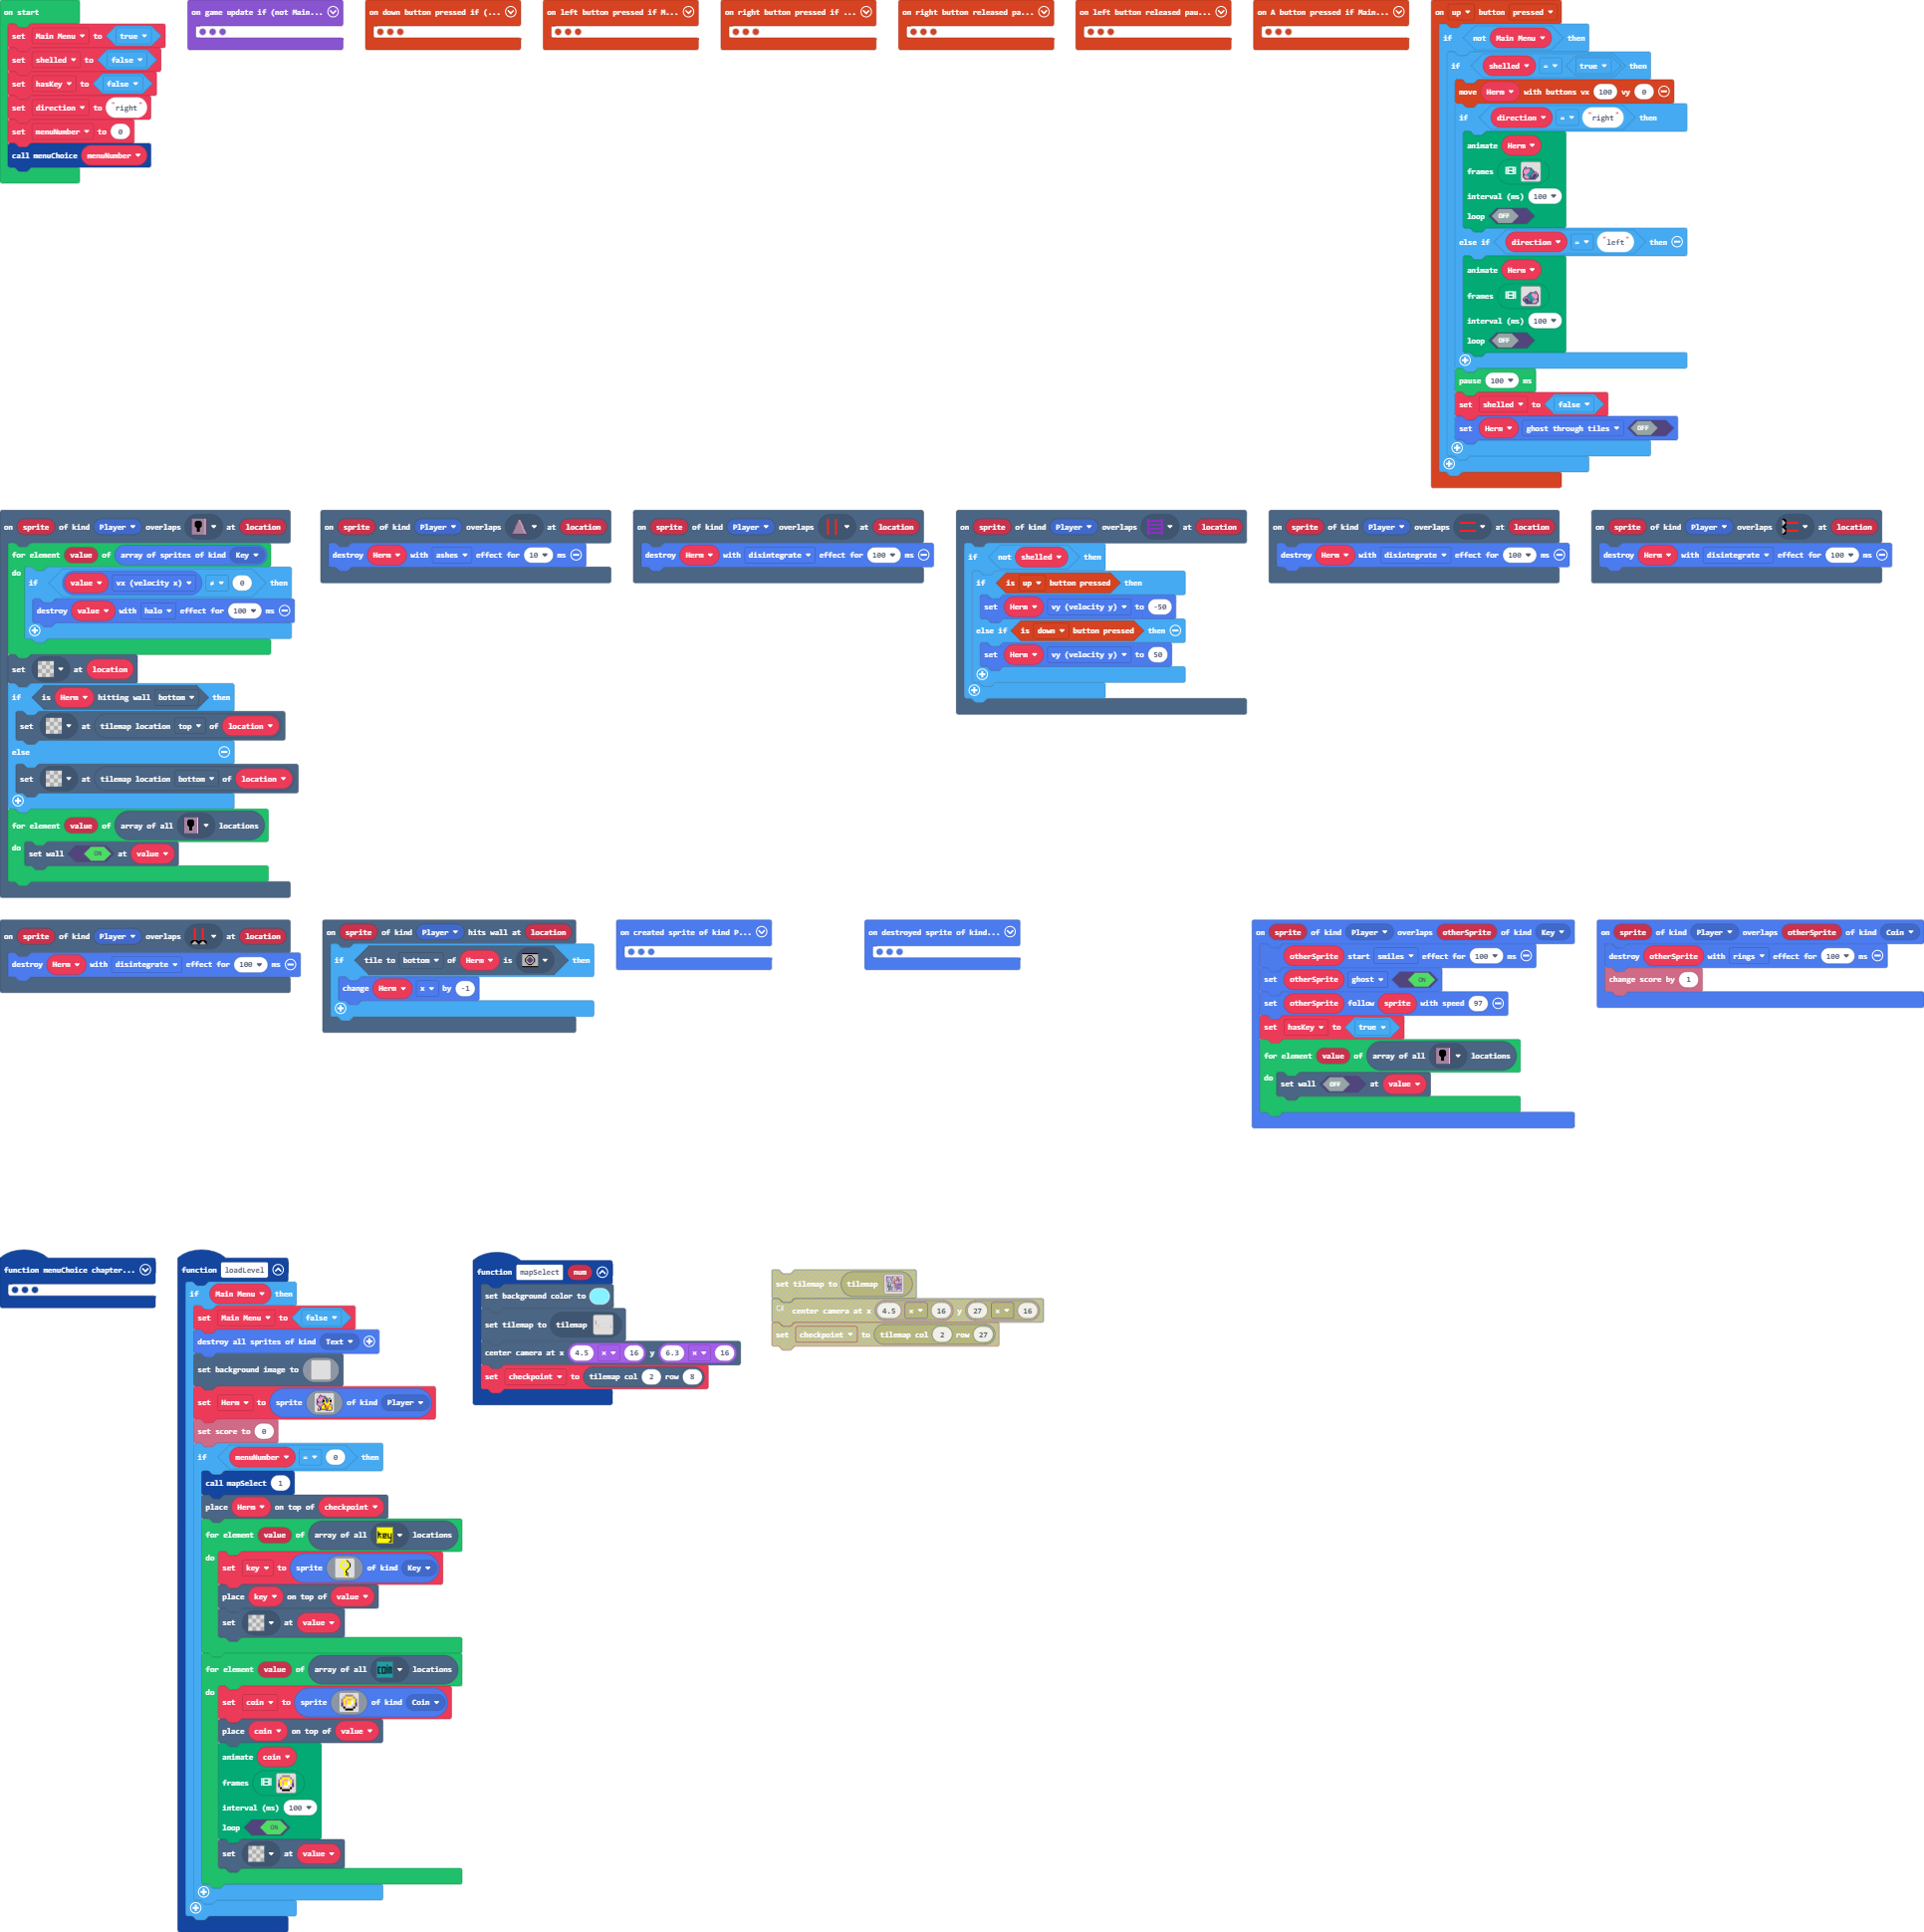 on start
set Main Menu to true
set shelled to false
set hasKey to false
set direction to "right"
set menuNumber to 0
call menuChoice menuNumber
on game update if (not Main...
on down button pressed if (...
on left button pressed if M...
on right button pressed if ...
on right button released pa...
on left button released pau...
on A button pressed if Main...
on up button pressed
if not Main Menu then
if shelled = true then
move Herm with buttons vx 100 vy 0
if direction = "right" then
animate Herm
frames
interval (ms) 100
loop OFF
else if direction = "left" then
animate Herm
frames
interval (ms) 100
loop OFF
pause 100 ms
set shelled to false
set Herm ghost through tiles OFF
on sprite of kind Player overlaps at location
for element value of array of sprites of kind Key
do
if value vx (velocity x) ≠ 0 then
destroy value with halo effect for 100 ms
set at location
if is Herm hitting wall bottom then
set at tilemap location top of location
else
set at tilemap location bottom of location
for element value of array of all locations
do set wall ON at value
on sprite of kind Player overlaps at location
destroy Herm with ashes effect for 10 ms
on sprite of kind Player overlaps at location
destroy Herm with disintegrate effect for 100 ms
on sprite of kind Player overlaps at location
if not shelled then
if is up button pressed then
set Herm vy (velocity y) to -50
else if is down button pressed then
set Herm vy (velocity y) to 50
on sprite of kind Player overlaps at location
destroy Herm with disintegrate effect for 100 ms
on sprite of kind Player overlaps at location
destroy Herm with disintegrate effect for 100 ms
on sprite of kind Player overlaps at location
destroy Herm with disintegrate effect for 100 ms
on sprite of kind Player hits wall at location
if tile to bottom of Herm is then
change Herm x by -1
on created sprite of kind P...
on destroyed sprite of kind...
on sprite of kind Player overlaps otherSprite of kind Key
otherSprite start smiles effect for 100 ms
set otherSprite ghost ON
set otherSprite follow sprite with speed 97
set hasKey to true
for element value of array of all locations
do set wall OFF at value
on sprite of kind Player overlaps otherSprite of kind Coin
destroy otherSprite with rings effect for 100 ms
change score by 1
function menuChoice chapter...
function loadLevel
if Main Menu then
set Main Menu to false
destroy all sprites of kind Text
set background image to
set Herm to sprite of kind Player
set score to 0
if menuNumber = 0 then
call mapSelect 1
place Herm on top of checkpoint
for element value of array of all key locations
do
set key to sprite of kind Key
place key on top of value
set at value
for element value of array of all coin locations
do
set coin to sprite of kind Coin
place coin on top of value
animate coin
frames
interval (ms) 100
loop ON
set at value
function mapSelect num
set background color to
set tilemap to tilemap
center camera at x 4.5 × 16 y 6.3 × 16
set checkpoint to tilemap col 2 row 8
set tilemap to tilemap
center camera at x 4.5 × 16 y 27 × 16
set checkpoint to tilemap col 2 row 27